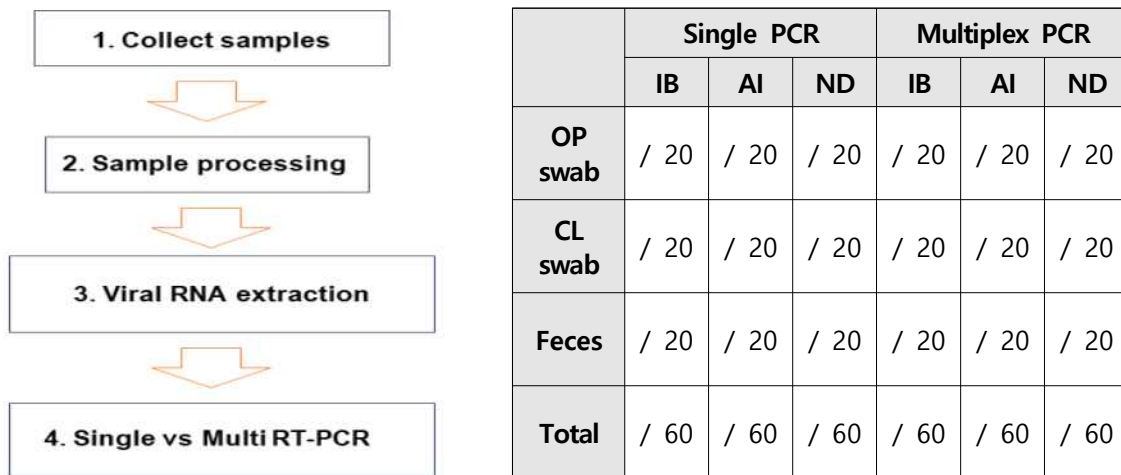 1. Collect samples
2. Sample processing
3. Viral RNA extraction
4. Single vs Multi RT-PCR
Single PCR Multiplex PCR
IB AI ND IB AI ND
OP
swab
/ 20 / 20 / 20 / 20 / 20 / 20
CL
swab
/ 20 / 20 / 20 / 20 / 20 / 20
Feces / 20 / 20 / 20 / 20 / 20 / 20
Total / 60 / 60 / 60 / 60 / 60 / 60